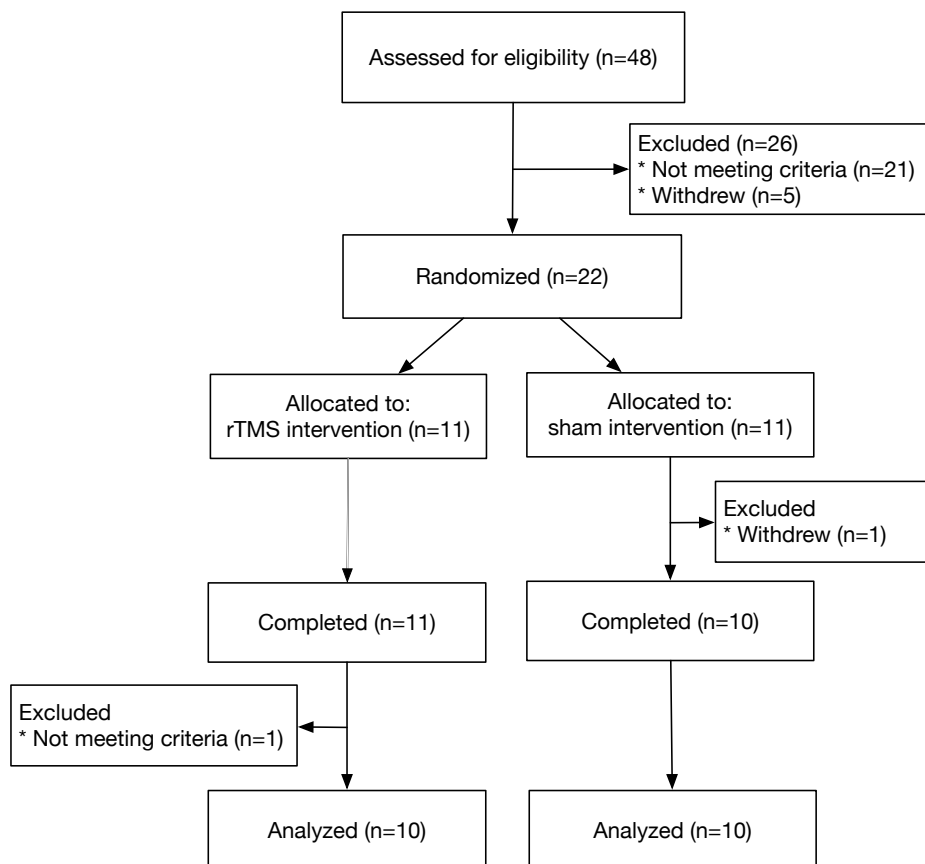 Assessed for eligibility (n=48)
Excluded (n=26)
* Not meeting criteria (n=21)
* Withdrew (n=5)
Randomized (n=22)
Allocated to:
rTMS intervention (n=11)
Allocated to:
sham intervention (n=11)
Excluded
* Withdrew (n=1)
Completed (n=11)
Completed (n=10)
Excluded
* Not meeting criteria (n=1)
Analyzed (n=10)
Analyzed (n=10)